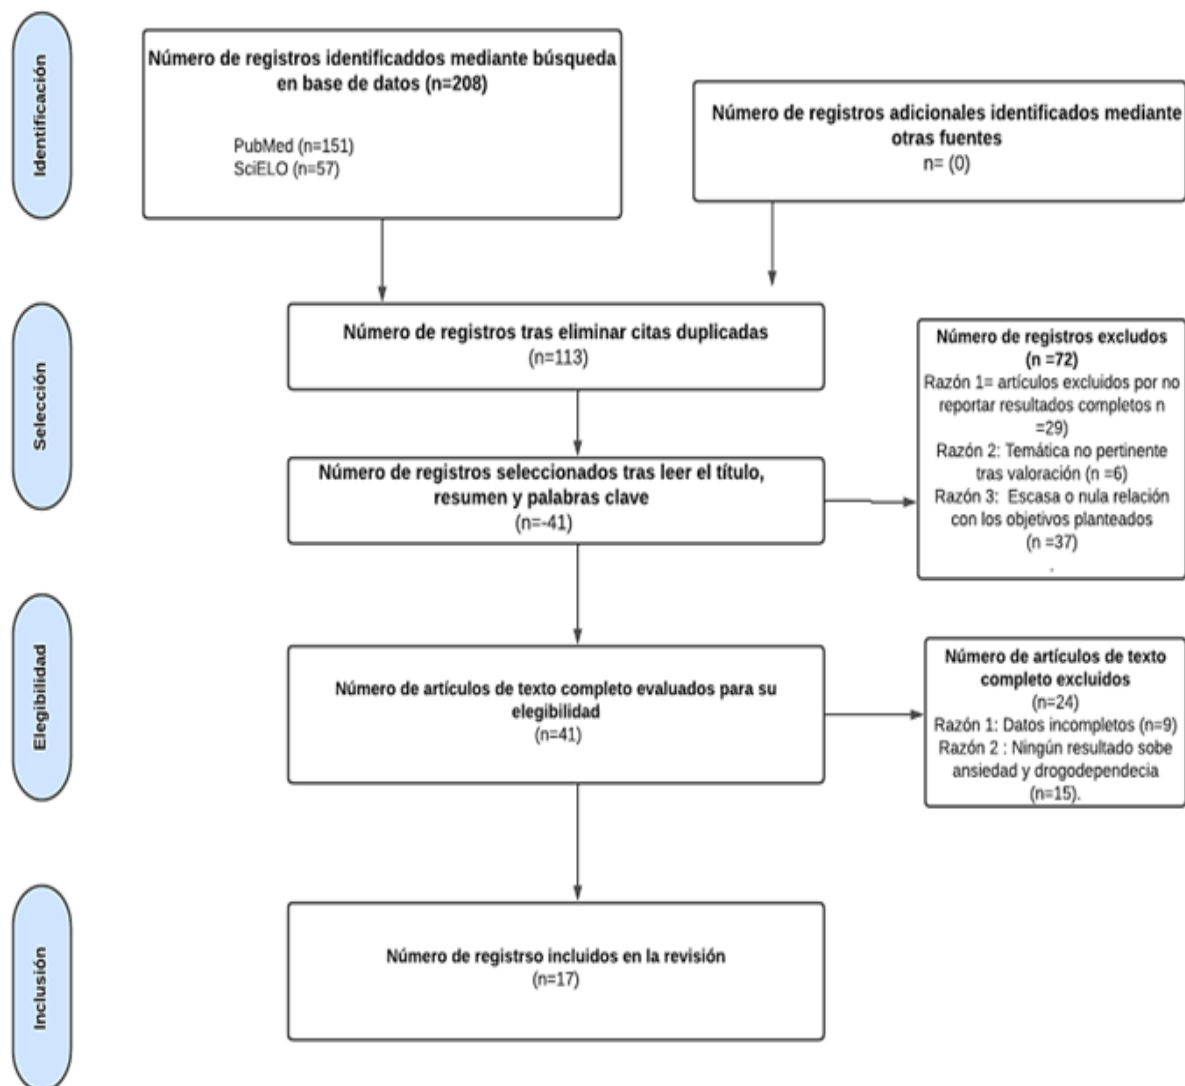 Identificación
Número de registros identificaddos mediante búsqueda
en base de datos (n=208)
PubMed (n=151)
SciELO (n=57)
Número de registros adicionales identificados mediante
otras fuentes
n= (0)
Selección
Número de registros tras eliminar citas duplicadas
(n=113)
Número de registros seleccionados tras leer el título,
resumen y palabras clave
(n=-41)
Número de registros excludos
(n =72)
Razón 1= artículos excluidos por no
reportar resultados completos n
=29)
Razón 2: Temática no pertinente
tras valoración (n =6)
Razón 3:  Escasa o nula relación
con los objetivos planteados
(n =37)
.
Elegibilidad
Número de artículos de texto completo evaluados para su
elegibilidad
(n=41)
Número de artículos de texto
completo excluidos
(n=24)
Razón 1: Datos incompletos (n=9)
Razón 2 : Ningún resultado sobe
ansiedad y drogodependecia
(n=15).
Inclusión
Número de registrso incluidos en la revisión
(n=17)